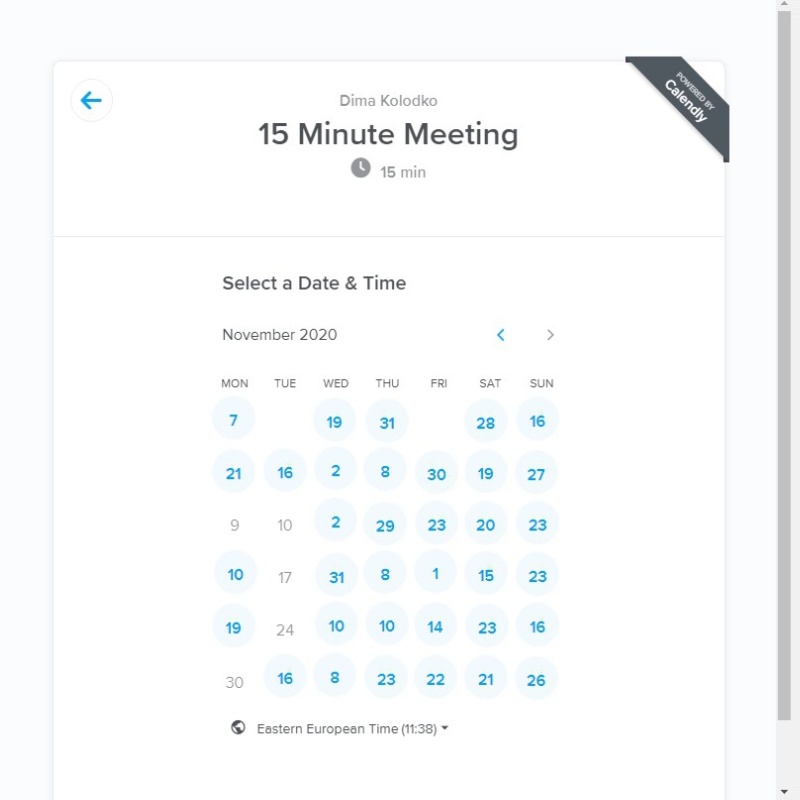 POWERED BY
Calendly
Dima Kolodko
15 Minute Meeting
15 min
Select a Date & Time
November 2020
MON TUE WED THU FRI SAT SUN
7 19 31 28 16
21 16 2 8 30 19 27
9 10 2 29 23 20 23
10 17 31 8 1 15 23
19 24 10 10 14 23 16
30 16 8 23 22 21 26
Eastern European Time (11:38)